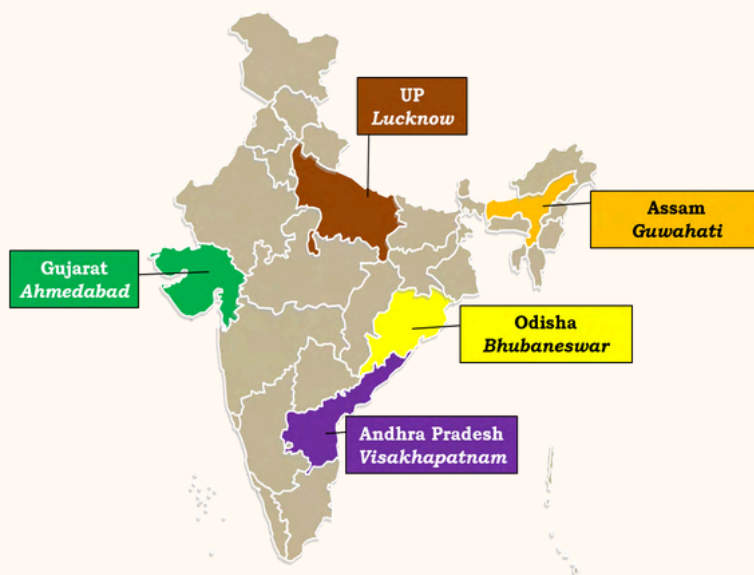 UP
Lucknow
Assam
Guwahati
Gujarat
Ahmedabad
Odisha
Bhubaneswar
Andhra Pradesh
Visakhapatnam